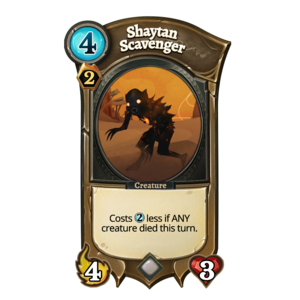 4
Shaytan
Scavenger
2
Creature
Costs 2 less if ANY
creature died this turn.
4
3